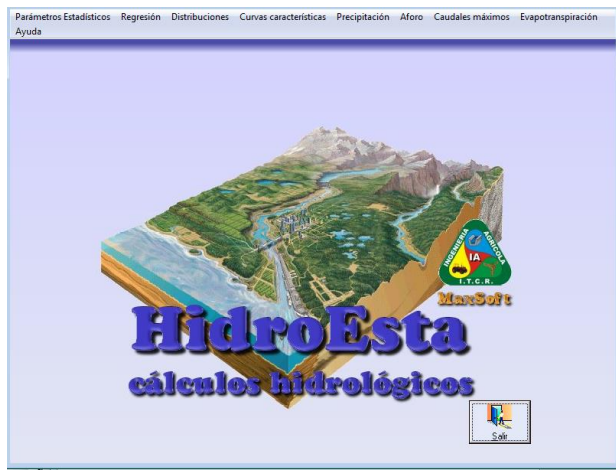 Parámetros Estadísticos Regresión Distribuciones Curvas características Precipitación Aforo Caudales máximos Evapotranspiración
Ayuda
INGENIERIA AGRICOLA
IA
I.T.C.R.
MaxSoft
HidroEsta
cálculos hidrológicos
Salir